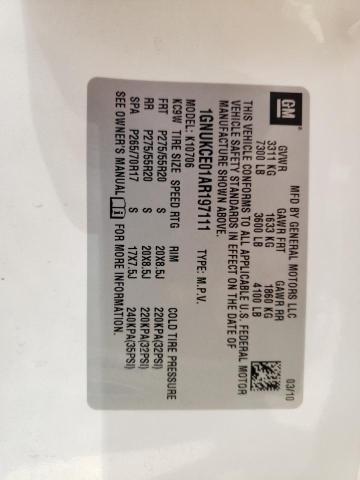 GM
MFD BY GENERAL MOTORS LLC
03/10
GVWR GAWR FRT GAWR RR
3311 KG 1633 KG 1860 KG
7300 LB 3600 LB 4100 LB
THIS VEHICLE CONFORMS TO ALL APPLICABLE U.S. FEDERAL MOTOR
VEHICLE SAFETY STANDARDS IN EFFECT ON THE DATE OF
MANUFACTURE SHOWN ABOVE.
1GNUKCE01AR197111 TYPE: M.P.V.
MODEL: K10706
KC9W TIRE SIZE SPEED RTG RIM COLD TIRE PRESSURE
FRT P275/55R20 S 20X8.5J 220KPA(32PSI)
RR P275/55R20 S 20X8.5J 220KPA(32PSI)
SPA P265/70R17 S 17X7.5J 240KPA(35PSI)
SEE OWNER'S MANUAL FOR MORE INFORMATION.